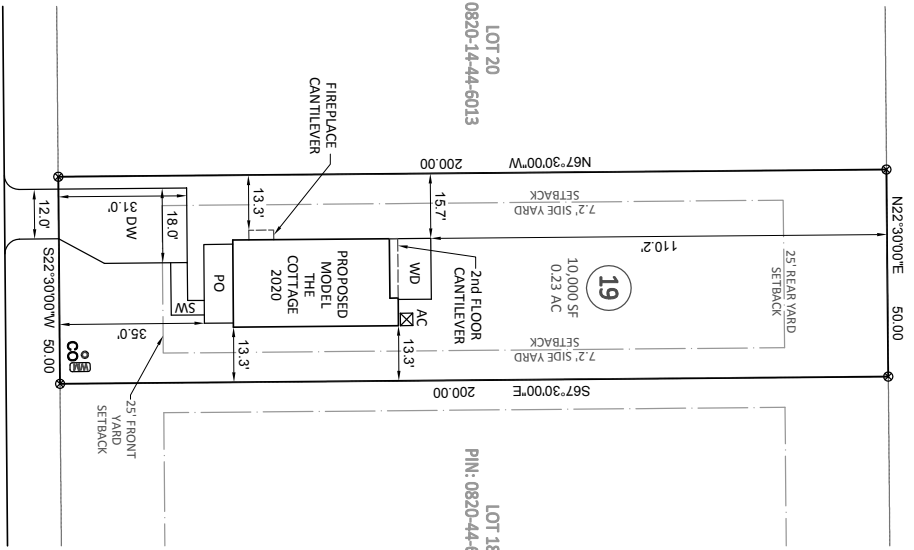 LOT 20
0820-14-44-6013
FIREPLACE
CANTILEVER
N67°30'00"W
200.00
7.2' SIDE YARD
SETBACK
N22°30'00"E
50.00
25' REAR YARD
SETBACK
110.2'
19
10,000 SF
0.23 AC
15.7'
13.3'
WD
2nd FLOOR
CANTILEVER
AC
PROPOSED
MODEL
THE
COTTAGE
2020
PO
SW
DW
31.0'
18.0'
12.0'
35.0'
13.3'
13.3'
7.2' SIDE YARD
SETBACK
S67°30'00"E
200.00
S22°30'00"W
50.00
CO
WM
25' FRONT
YARD
SETBACK
LOT 18
PIN: 0820-44-6